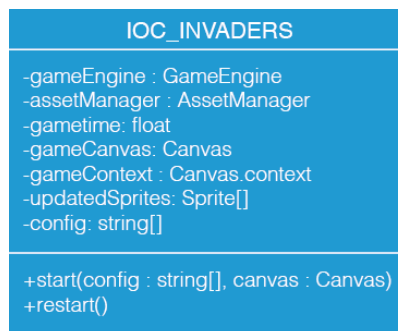 IOC_INVADERS
-gameEngine : GameEngine
-assetManager : AssetManager
-gametime: float
-gameCanvas: Canvas
-gameContext : Canvas.context
-updatedSprites: Sprite[]
-config: string[]
+start(config : string[], canvas : Canvas)
+restart()